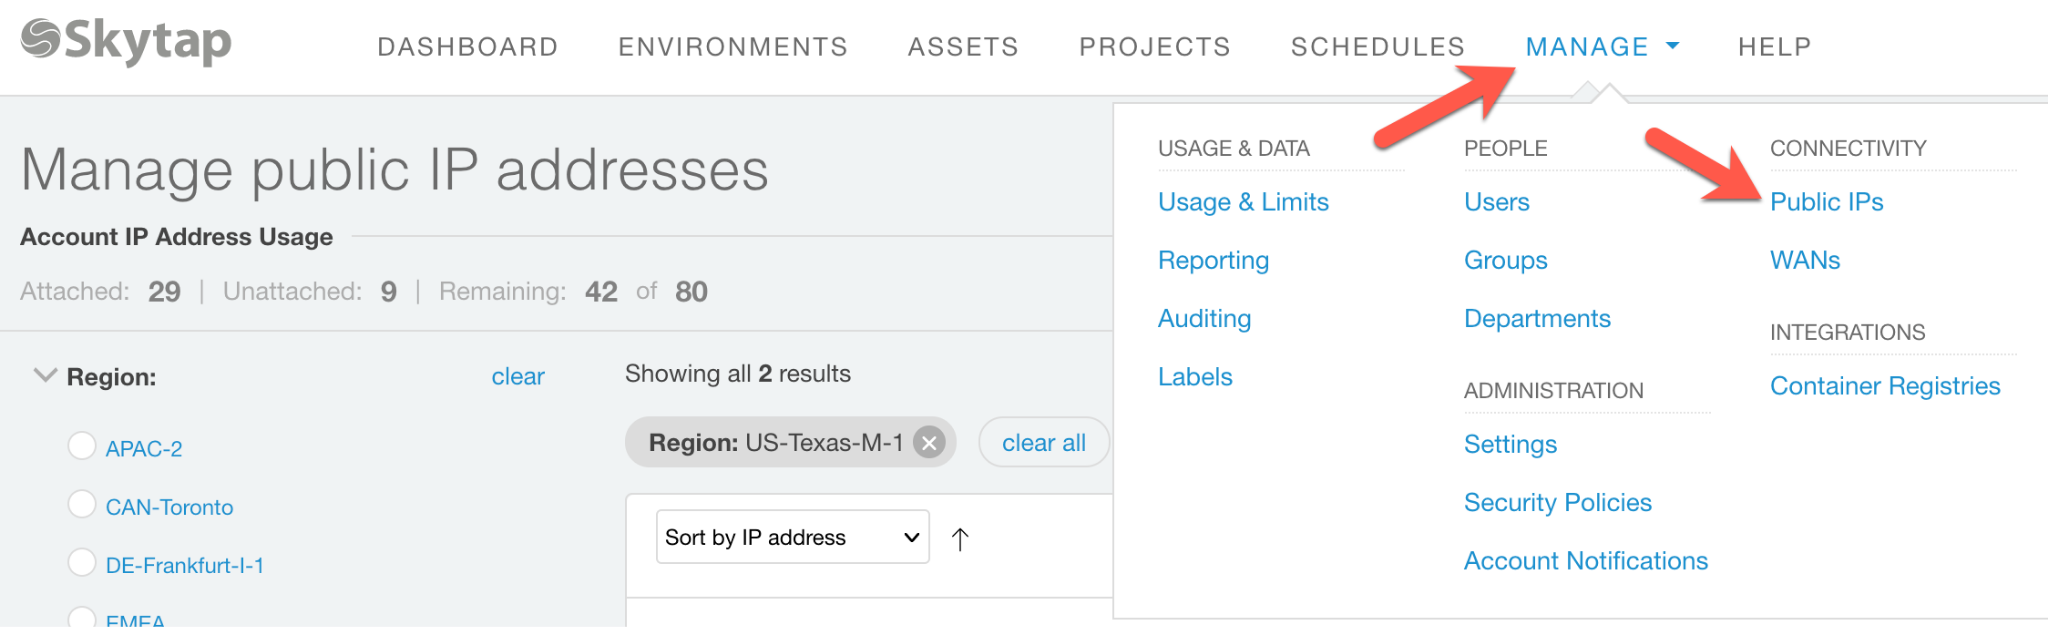 Skytap
DASHBOARD ENVIRONMENTS ASSETS PROJECTS SCHEDULES MANAGE HELP
Manage public IP addresses
Account IP Address Usage
Attached: 29 | Unattached: 9 | Remaining: 42 of 80
Region: clear
APAC-2
CAN-Toronto
DE-Frankfurt-I-1
EMEA
Showing all 2 results
Region: US-Texas-M-1 clear all
Sort by IP address
USAGE & DATA
Usage & Limits
Reporting
Auditing
Labels
PEOPLE
Users
Groups
Departments
ADMINISTRATION
Settings
Security Policies
Account Notifications
CONNECTIVITY
Public IPs
WANs
INTEGRATIONS
Container Registries